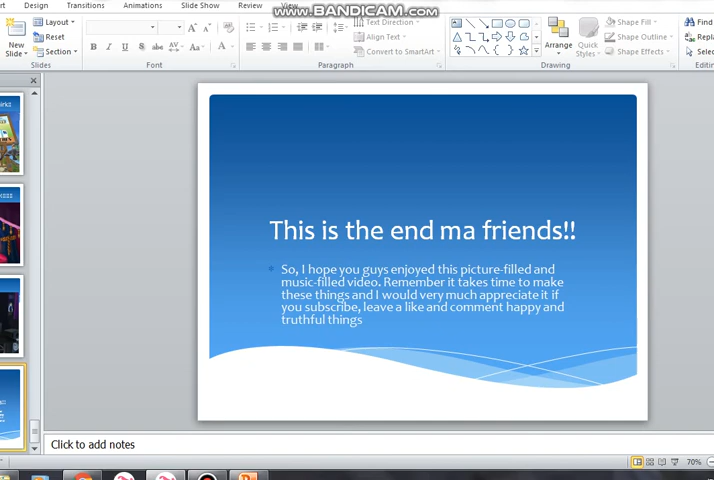 www.BANDICAM.com
Design Transitions Animations Slide Show Review View
New
Slide
Layout
Reset
Section
Slides
B I U S abc AV Aa A
Font
Text Direction
Align Text
Convert to SmartArt
Paragraph
Arrange
Quick
Styles
Shape Fill
Shape Outline
Shape Effects
Drawing
Find
This is the end ma friends!!
So, I hope you guys enjoyed this picture-filled and
music-filled video. Remember it takes time to make
these things and I would very much appreciate it if
you subscribe, leave a like and comment happy and
truthful things
Click to add notes
70%